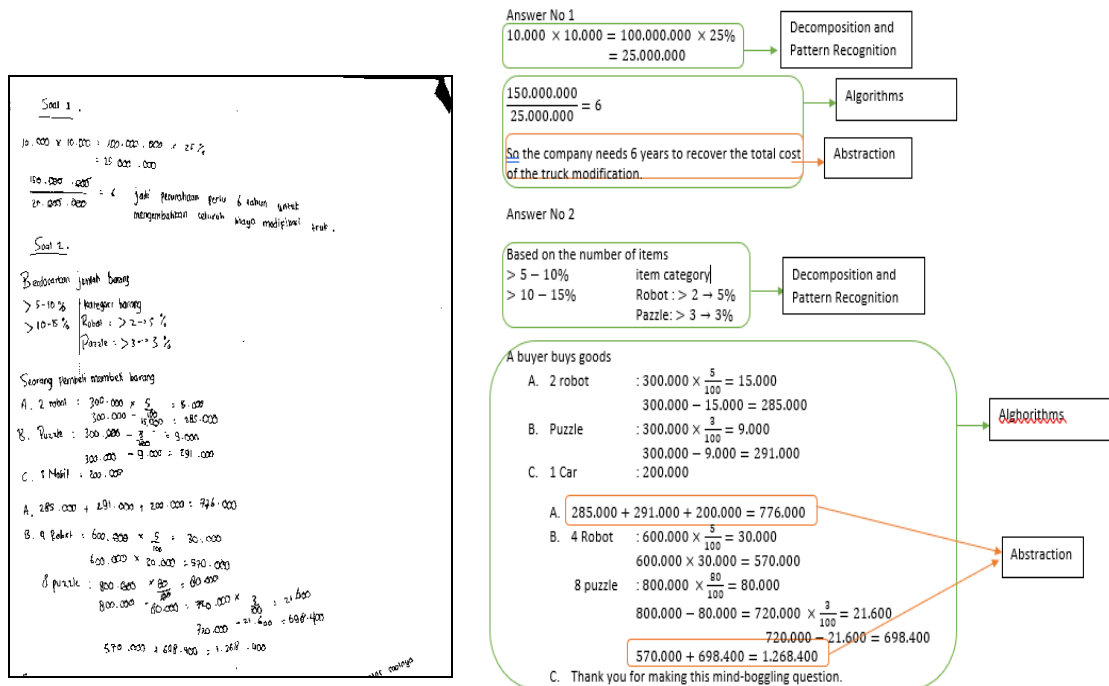 Soal 1.
10.000 x 10.000 = 100.000.000 x 25%
= 25.000.000
150.000.000
= 6 jadi perusahaan perlu 6 tahun untuk
mengembalikan seluruh biaya modifikasi truk.
Soal 2.
Berdasarkan jumlah barang
> 5-10% kategori barang
> 10-15% Robot : > 2 → 5%
Puzzle : > 3 → 3%
Seorang pembeli membeli barang
A. 2 robot : 300.000 x 5
300.000 - 15.000 = 285.000
B. Puzzle : 300.000 - 3/100 = 9.000
300.000 - 9.000 = 291.000
C. 1 Mobil : 200.000
A. 285.000 + 291.000 + 200.000 = 776.000
B. 4 Robot : 600.000 x 5/100 = 30.000
600.000 x 30.000 = 570.000
8 puzzle : 800.000 x
800.000 - 80.000 = 720.000 x 3/100 = 21.600
720.000 - 21.600 = 698.400
570.000 + 698.400 = 1.268.400
Answer No 1
10.000 × 10.000 = 100.000.000 × 25%
= 25.000.000
Decomposition and
Pattern Recognition
150.000.000
25.000.000
= 6
Algorithms
So the company needs 6 years to recover the total cost
of the truck modification.
Abstraction
Answer No 2
Based on the number of items
> 5 − 10% item category
> 10 − 15% Robot : > 2 → 5%
Pazzle: > 3 → 3%
Decomposition and
Pattern Recognition
A buyer buys goods
A. 2 robot : 300.000 × 5/100 = 15.000
300.000 − 15.000 = 285.000
B. Puzzle : 300.000 × 3/100 = 9.000
300.000 − 9.000 = 291.000
C. 1 Car : 200.000
Alghorithms
A. 285.000 + 291.000 + 200.000 = 776.000
B. 4 Robot : 600.000 × 5/100 = 30.000
600.000 × 30.000 = 570.000
8 puzzle : 800.000 × 80/100 = 80.000
800.000 − 80.000 = 720.000 × 3/100 = 21.600
720.000 − 21.600 = 698.400
570.000 + 698.400 = 1.268.400
Abstraction
C. Thank you for making this mind-boggling question.